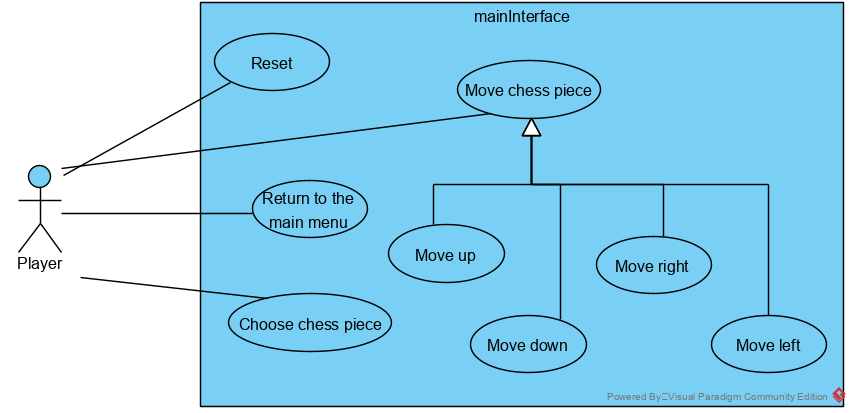 mainInterface
Reset
Move chess piece
Return to the
main menu
Player
Move up
Move right
Choose chess piece
Move down
Move left
Powered By Visual Paradigm Community Edition